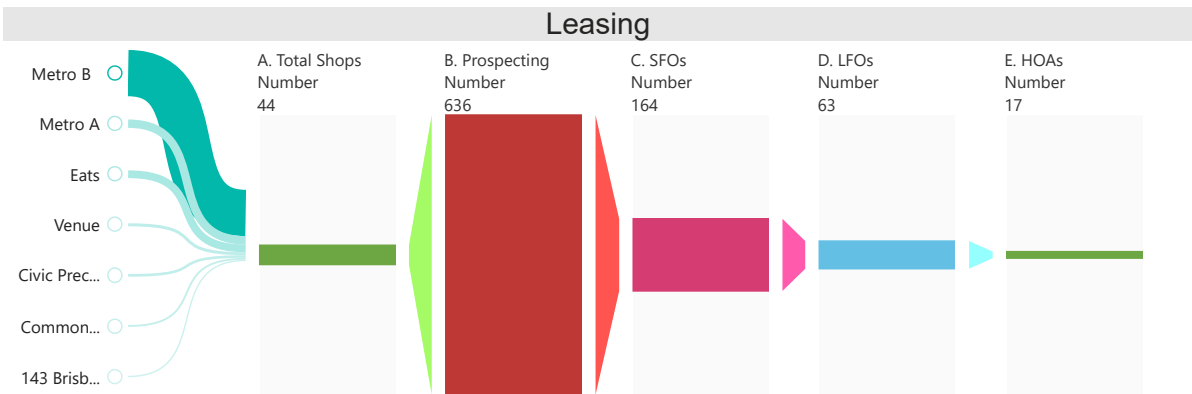 Leasing
Metro B
Metro A
Eats
Venue
Civic Prec...
Common...
143 Brisb...
A. Total Shops
Number
44
B. Prospecting
Number
636
C. SFOs
Number
164
D. LFOs
Number
63
E. HOAs
Number
17